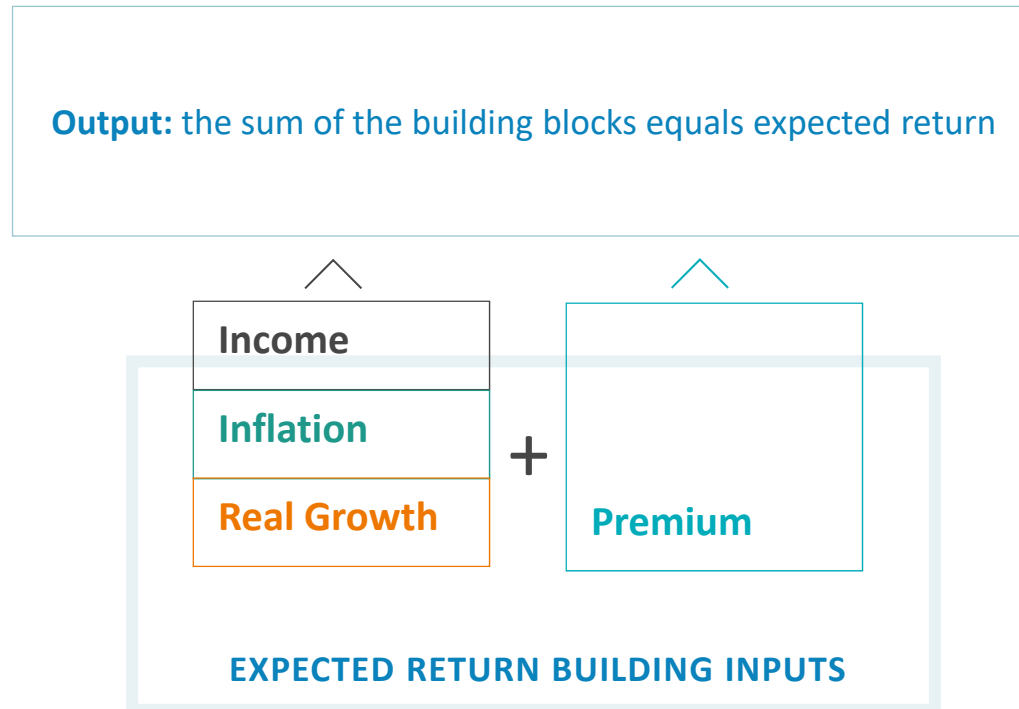 Output: the sum of the building blocks equals expected return
Income
Inflation
Real Growth
+
Premium
EXPECTED RETURN BUILDING INPUTS